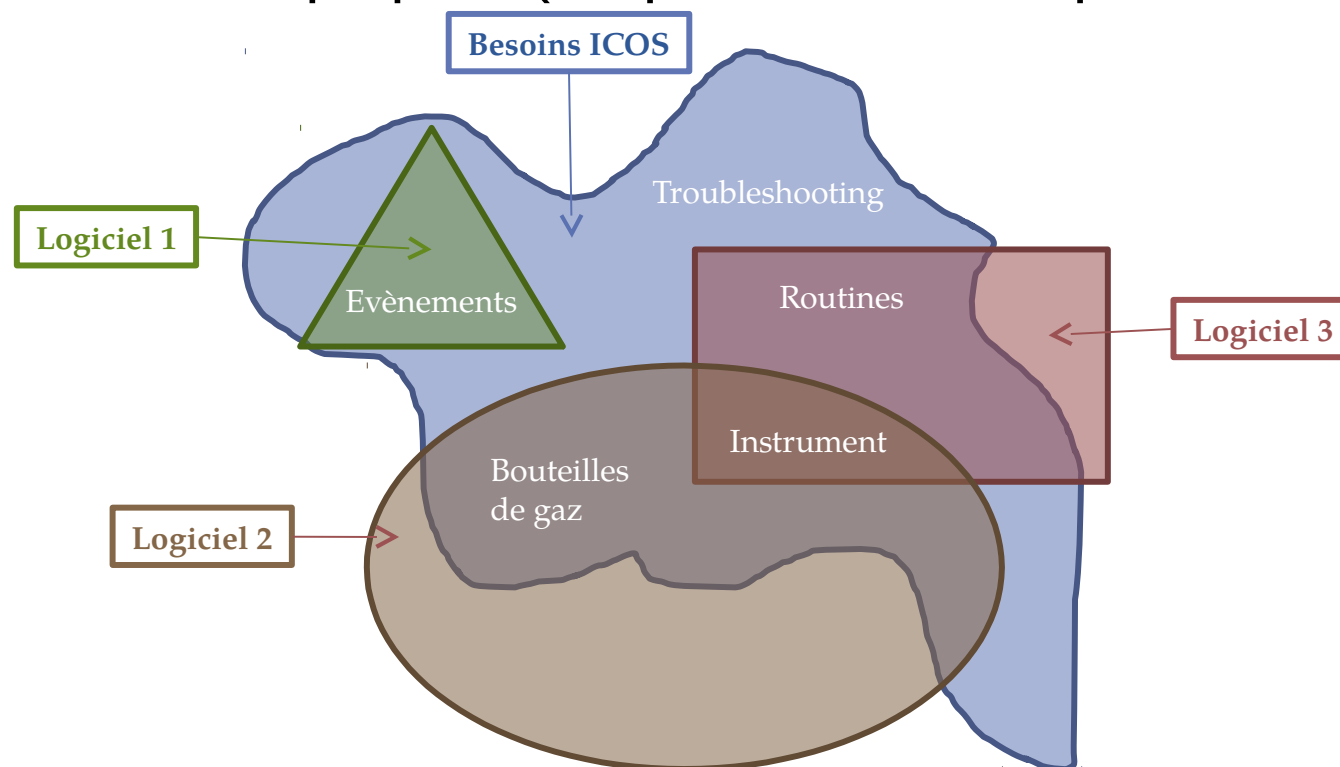 Besoins ICOS
Troubleshooting
Logiciel 1
Evènements
Routines
Logiciel 3
Instrument
Bouteilles
de gaz
Logiciel 2